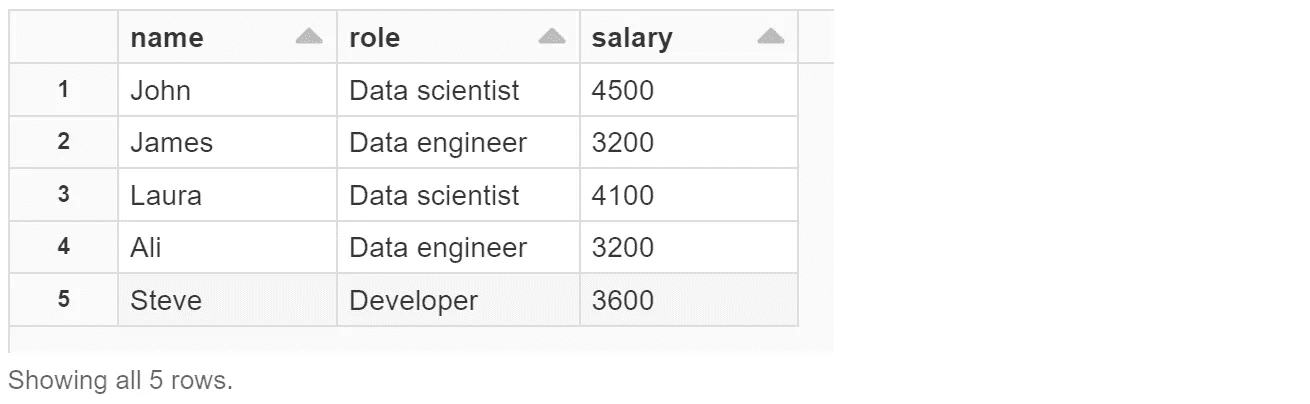 name role salary
1 John Data scientist 4500
2 James Data engineer 3200
3 Laura Data scientist 4100
4 Ali Data engineer 3200
5 Steve Developer 3600
Showing all 5 rows.